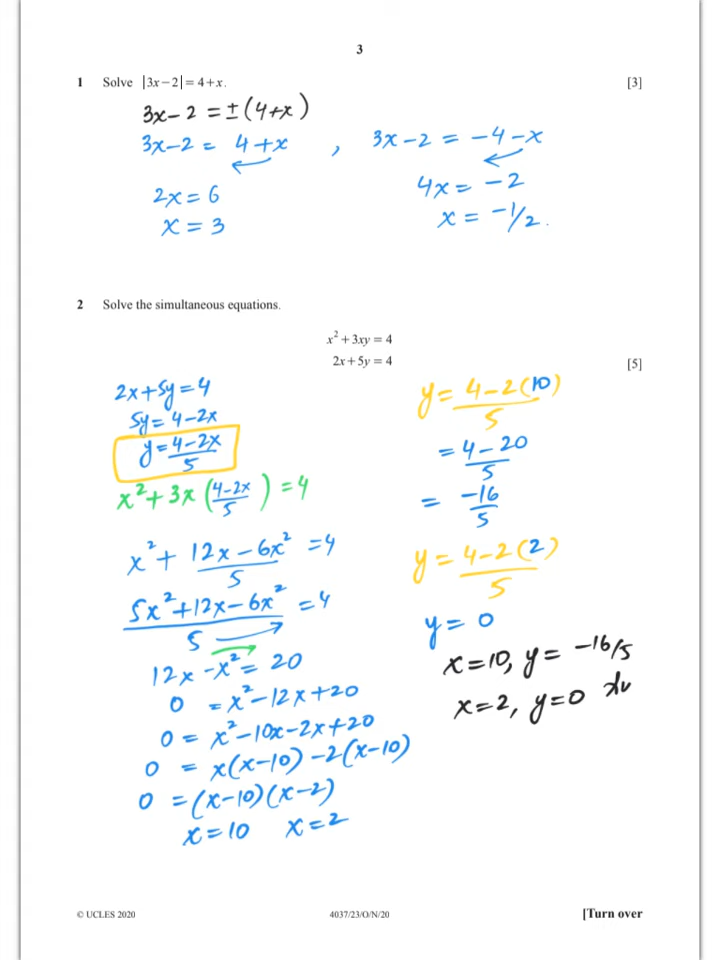 3
1 Solve |3x−2| = 4+x. [3]
3x−2 = ±(4+x)
3x−2 = 4+x , 3x−2 = −4−x
2x = 6
x = 3
4x = −2
x = −1/2.
2 Solve the simultaneous equations.
x² + 3xy = 4
2x + 5y = 4 [5]
2x+5y=4
5y=4−2x
y=4−2x/5
x²+3x(4−2x/5)=4
x²+ 12x−6x²/5 =4
5x²+12x−6x²/5 =4
12x −x² = 20
0 = x²−12x+20
0 = x²−10x−2x+20
0 = x(x−10)−2(x−10)
0 =(x−10)(x−2)
x=10 x=2
y= 4−2(10)/5
= 4−20/5
= −16/5
y= 4−2(2)/5
y= 0
x=10, y= −16/5
x=2, y=0
© UCLES 2020 4037/23/O/N/20 [Turn over